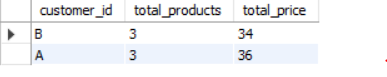 customer_id total_products total_price
B 3 34
A 3 36